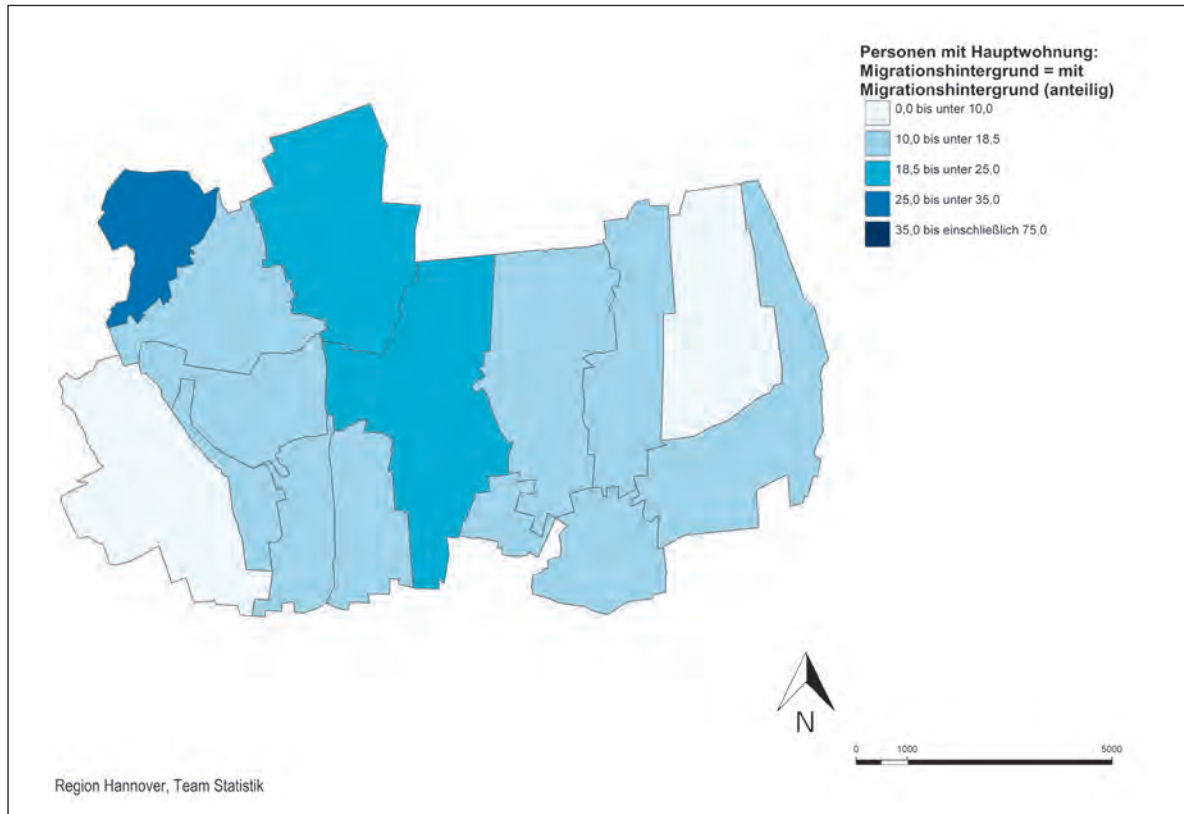 Personen mit Hauptwohnung:
Migrationshintergrund = mit
Migrationshintergrund (anteilig)
0,0 bis unter 10,0
10,0 bis unter 18,5
18,5 bis unter 25,0
25,0 bis unter 35,0
35,0 bis einschließlich 75,0
N
0 1000 5000
Region Hannover, Team Statistik